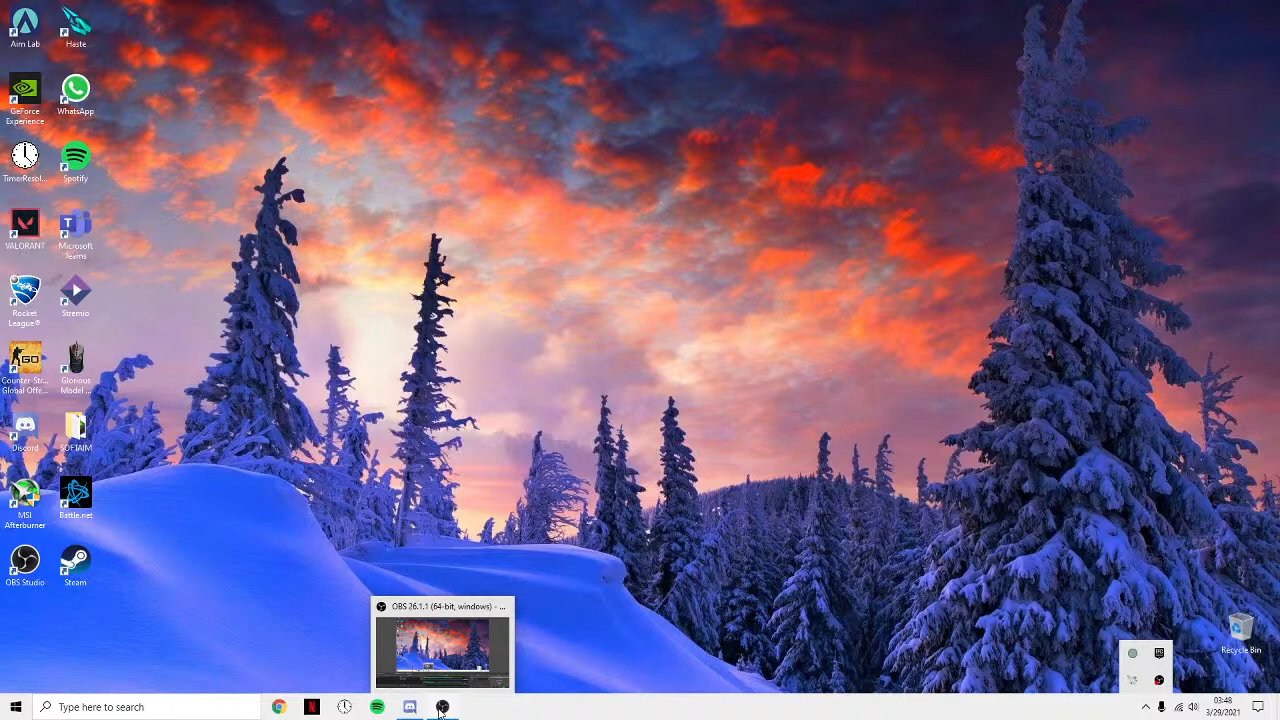 Aim Lab
Haste
GeForce
Experience
WhatsApp
TimerResol...
Spotify
VALORANT
Microsoft
Teams
Rocket
League®
Stremio
Counter-Str...
Global Offe...
Glorious
Model ...
Discord
SOFTAIM
MSI
Afterburner
Battle.net
OBS Studio
Steam
Recycle Bin
OBS 26.1.1 (64-bit, windows) - ...
Type here to search
03:48
3/29/2021